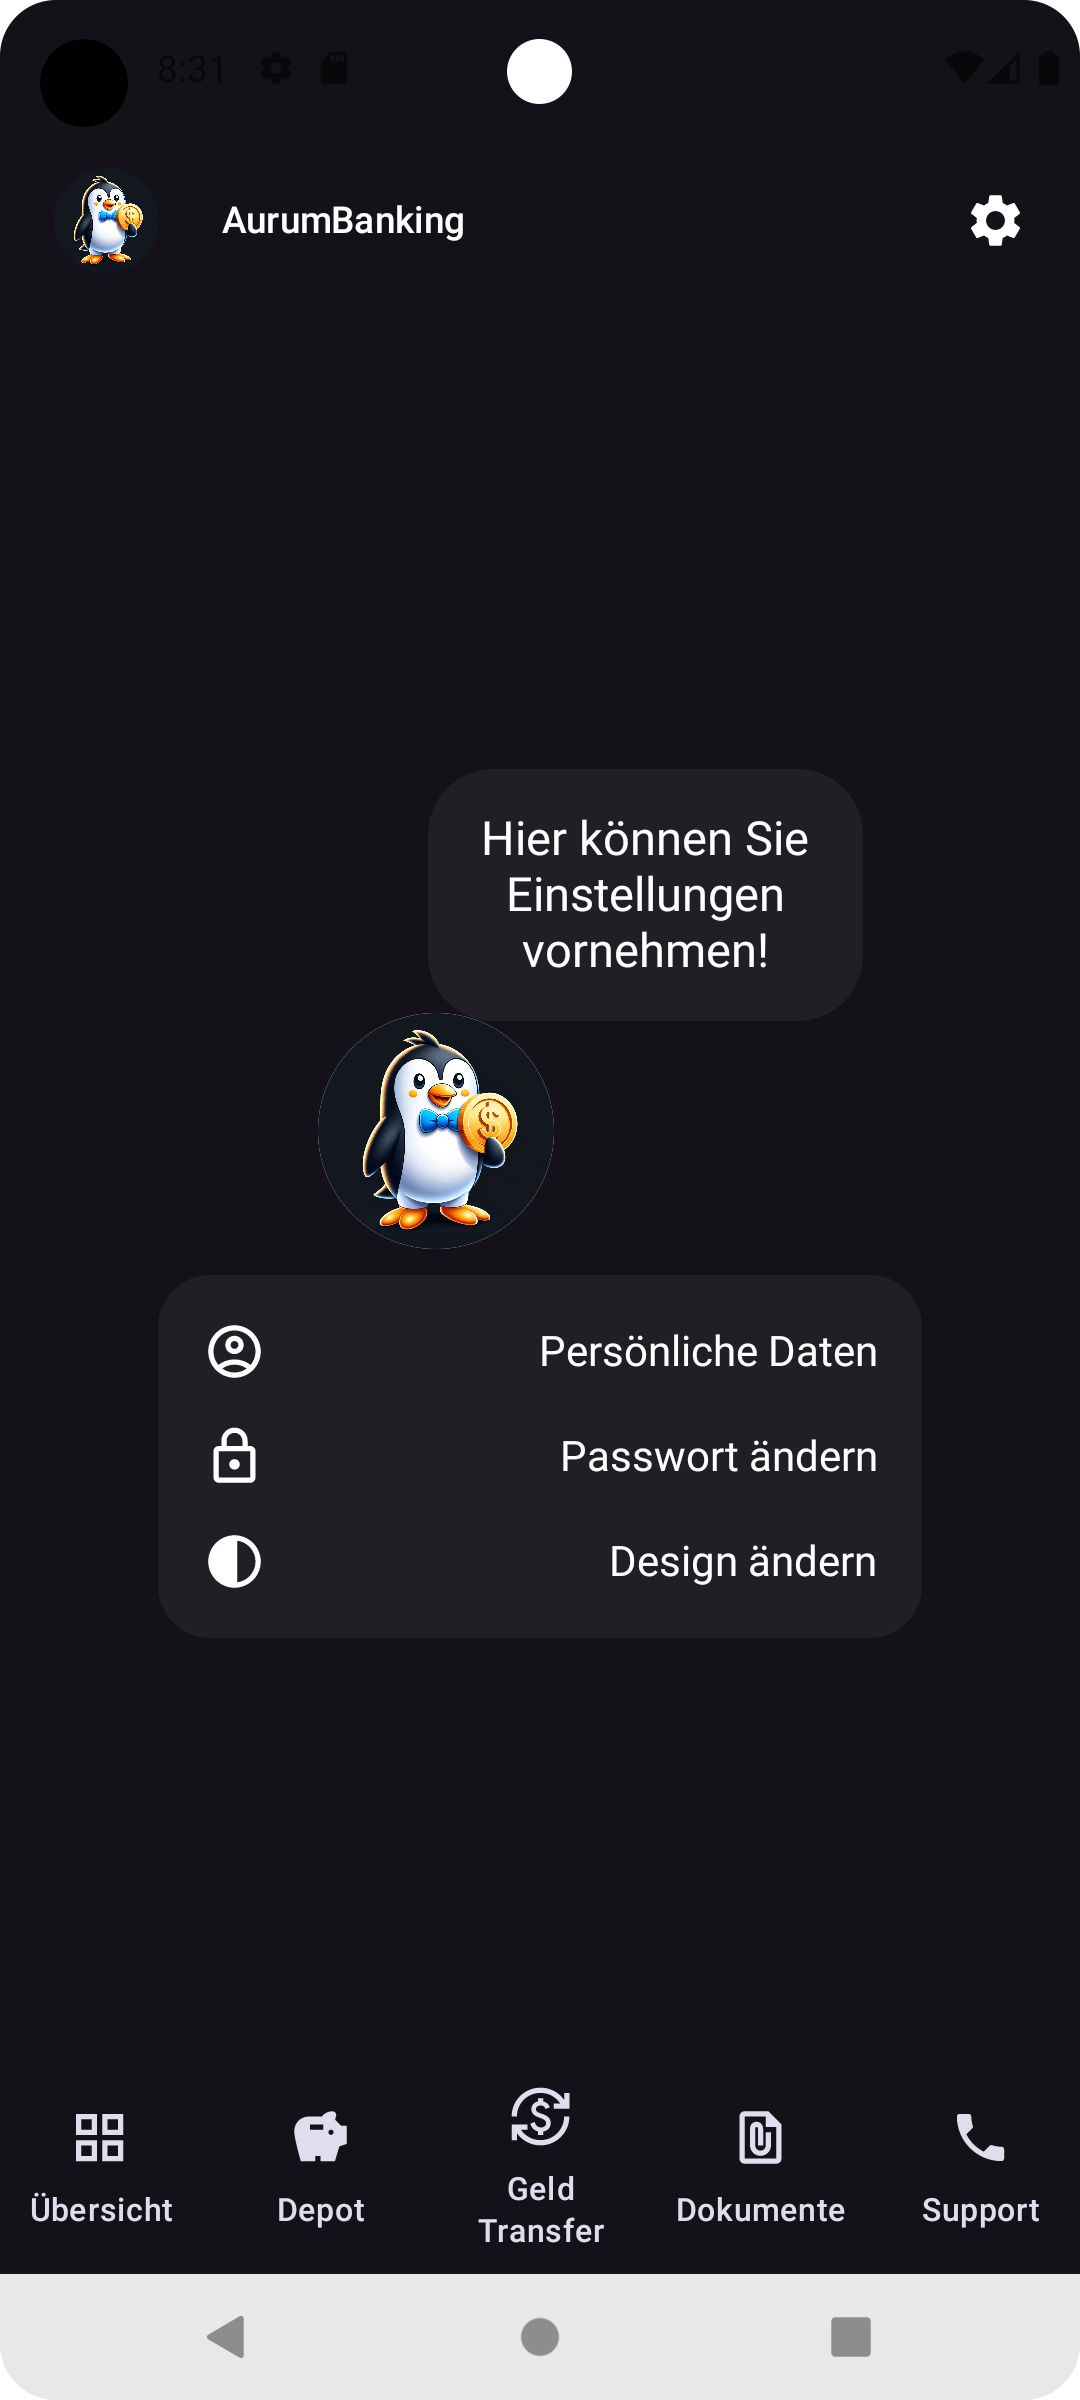 8:31
AurumBanking
Hier können Sie
Einstellungen
vornehmen!
$
Persönliche Daten
Passwort ändern
Design ändern
Übersicht
Depot
Geld
Transfer
Dokumente
Support